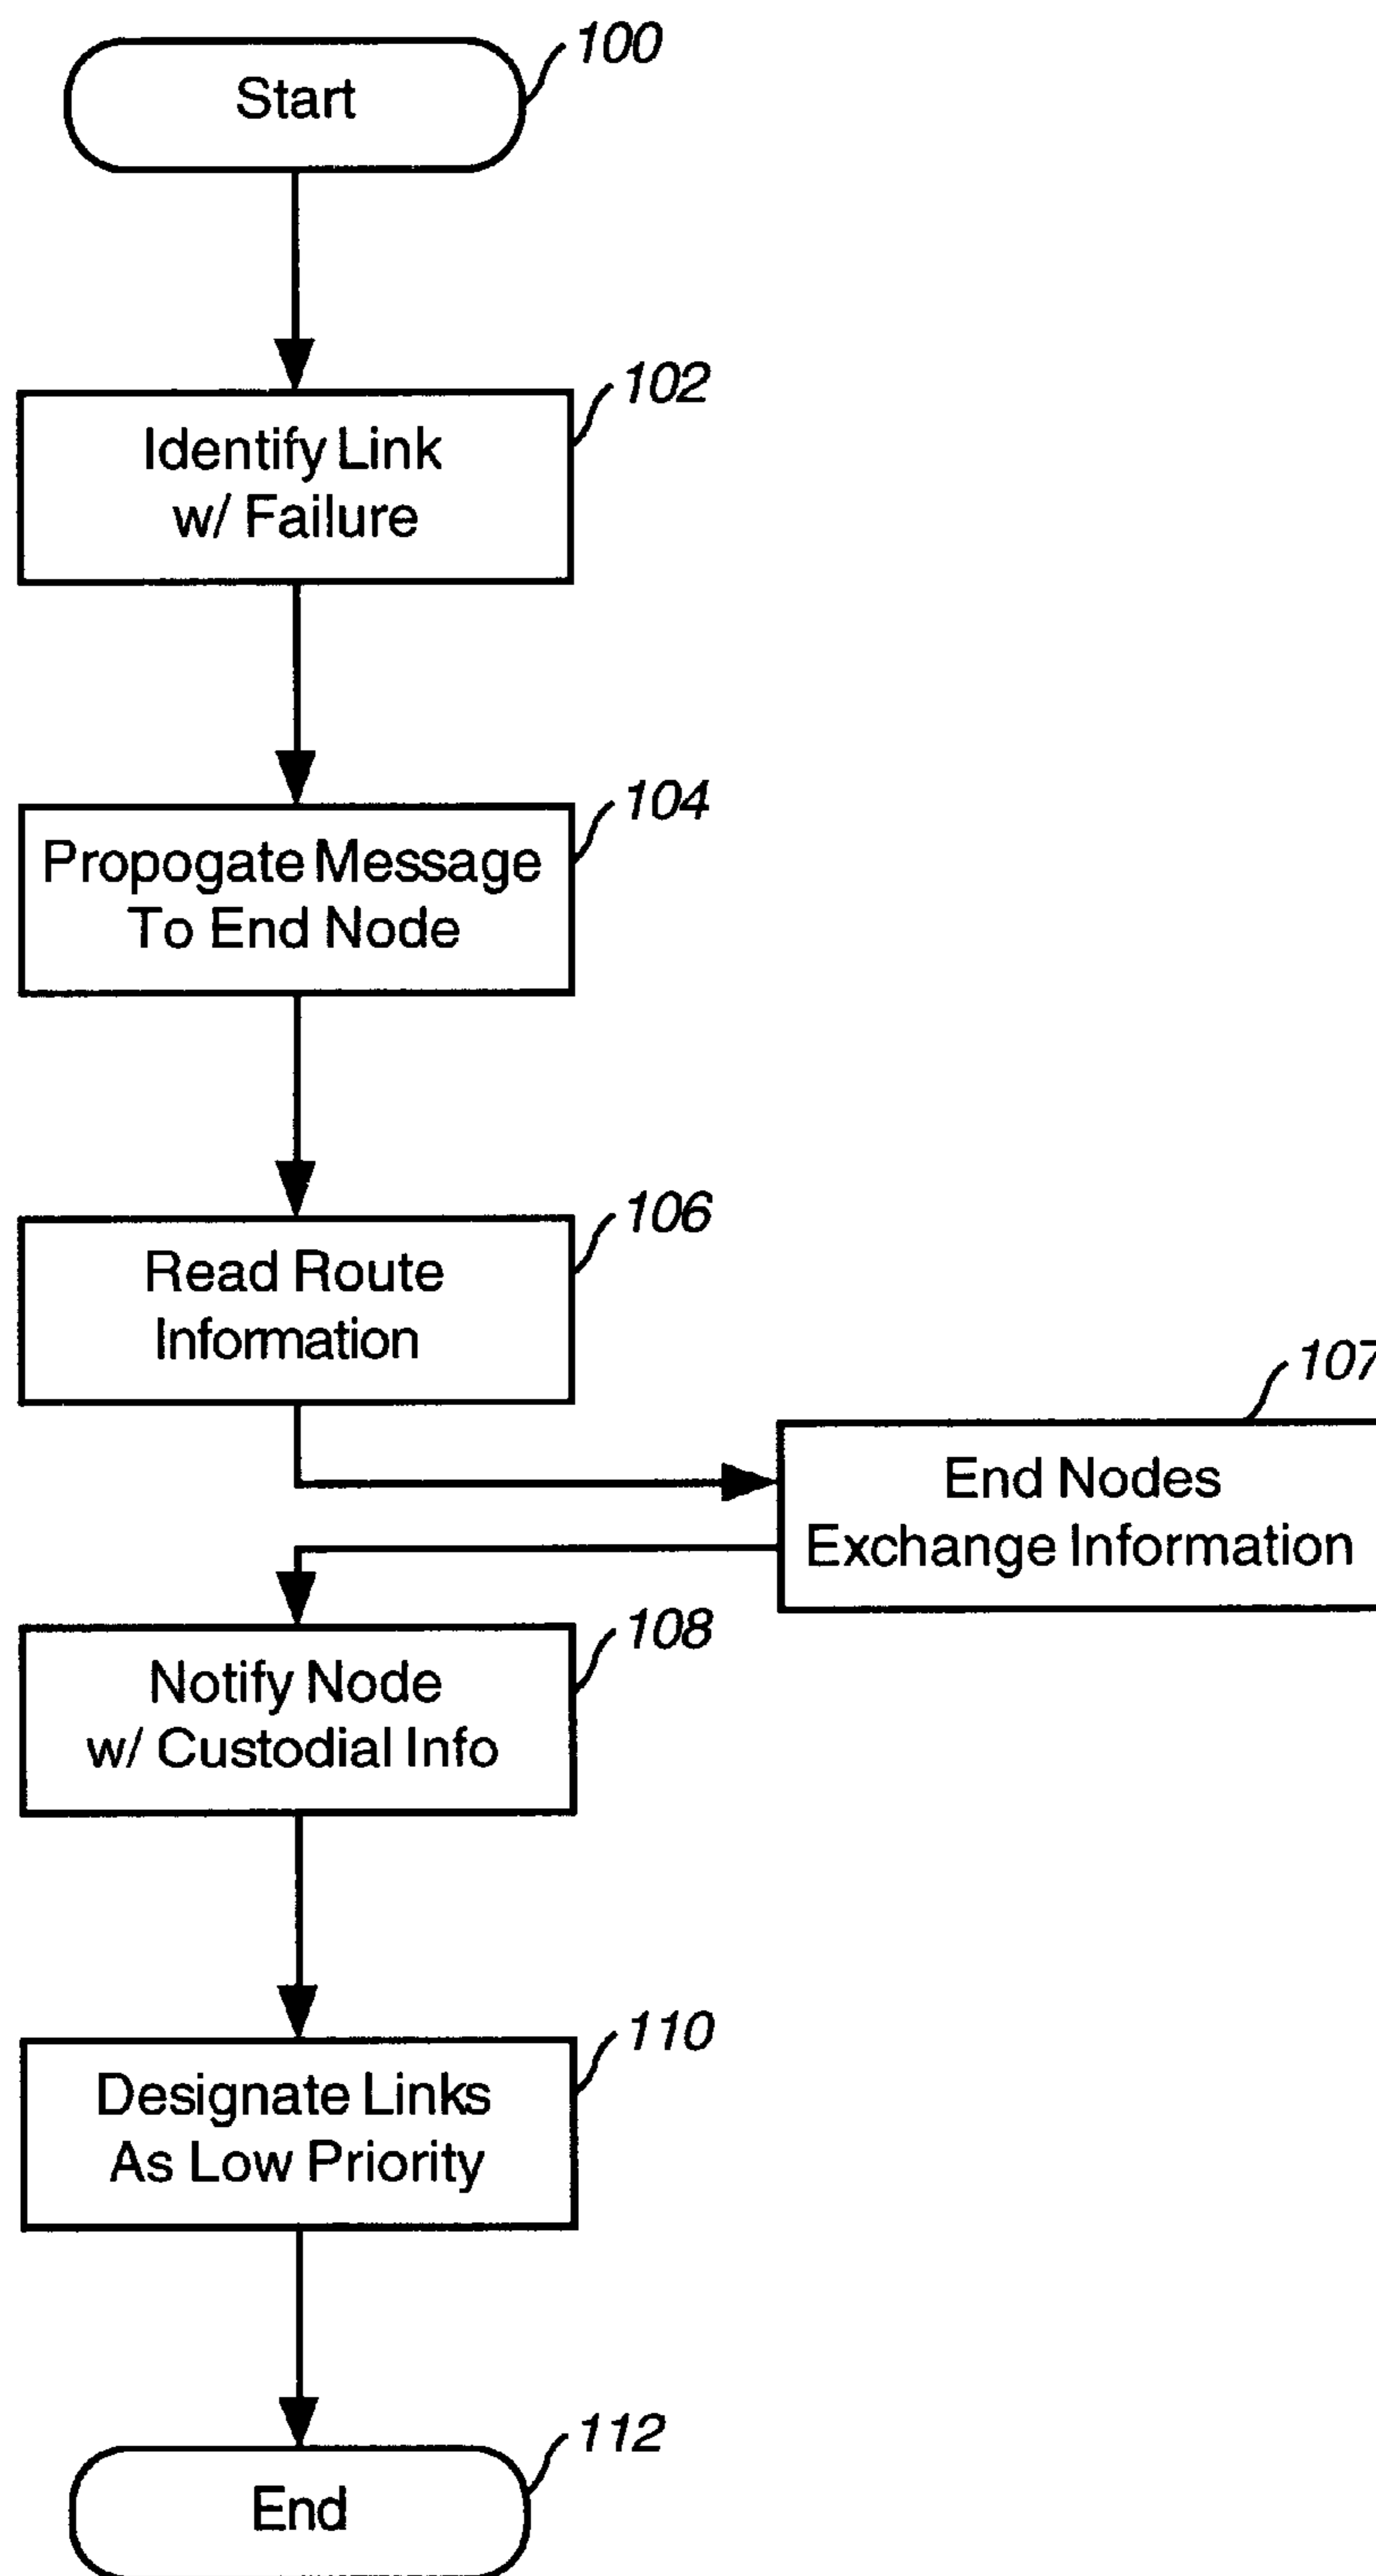 100
Start
102
Identify Link
w/ Failure
104
Propogate Message
To End Node
106
Read Route
Information
107
End Nodes
Exchange Information
108
Notify Node
w/ Custodial Info
110
Designate Links
As Low Priority
112
End